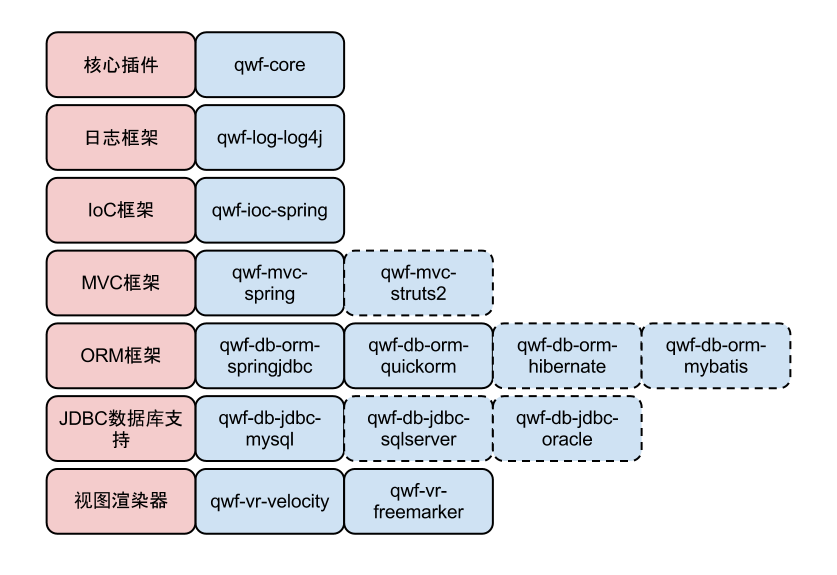 核心插件
qwf-core
日志框架
qwf-log-log4j
IoC框架
qwf-ioc-spring
MVC框架
qwf-mvc-
spring
qwf-mvc-
struts2
ORM框架
qwf-db-orm-
springjdbc
qwf-db-orm-
quickorm
qwf-db-orm-
hibernate
qwf-db-orm-
mybatis
JDBC数据库支
持
qwf-db-jdbc-
mysql
qwf-db-jdbc-
sqlserver
qwf-db-jdbc-
oracle
视图渲染器
qwf-vr-velocity
qwf-vr-
freemarker